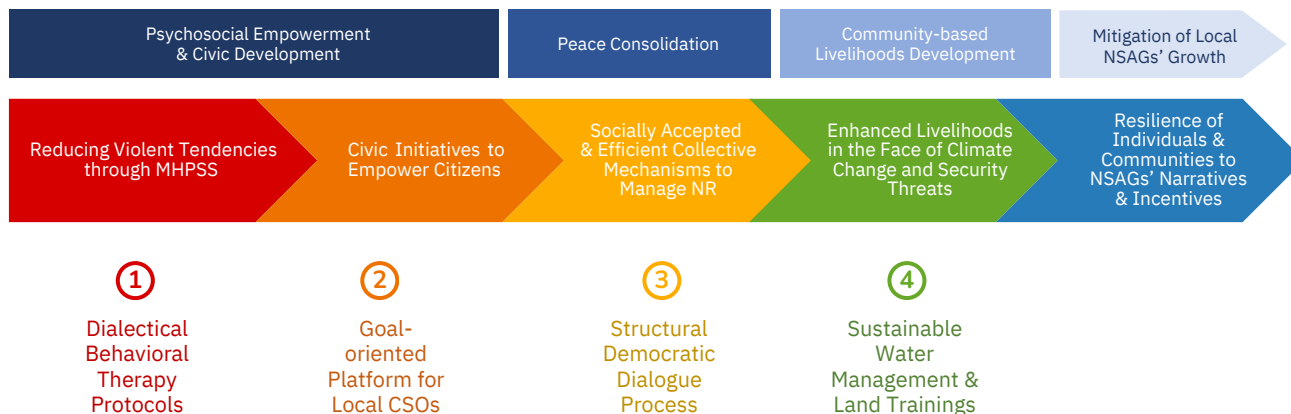 Psychosocial Empowerment
& Civic Development
Peace Consolidation
Community-based
Livelihoods Development
Mitigation of Local
NSAGs’ Growth
Reducing Violent Tendencies
through MHPSS
Civic Initiatives to
Empower Citizens
Socially Accepted
& Efficient Collective
Mechanisms to
Manage NR
Enhanced Livelihoods
in the Face of Climate
Change and Security
Threats
Resilience of
Individuals &
Communities to
NSAGs’ Narratives
& Incentives
1
Dialectical
Behavioral
Therapy
Protocols
2
Goal-
oriented
Platform for
Local CSOs
3
Structural
Democratic
Dialogue
Process
4
Sustainable
Water
Management &
Land Trainings